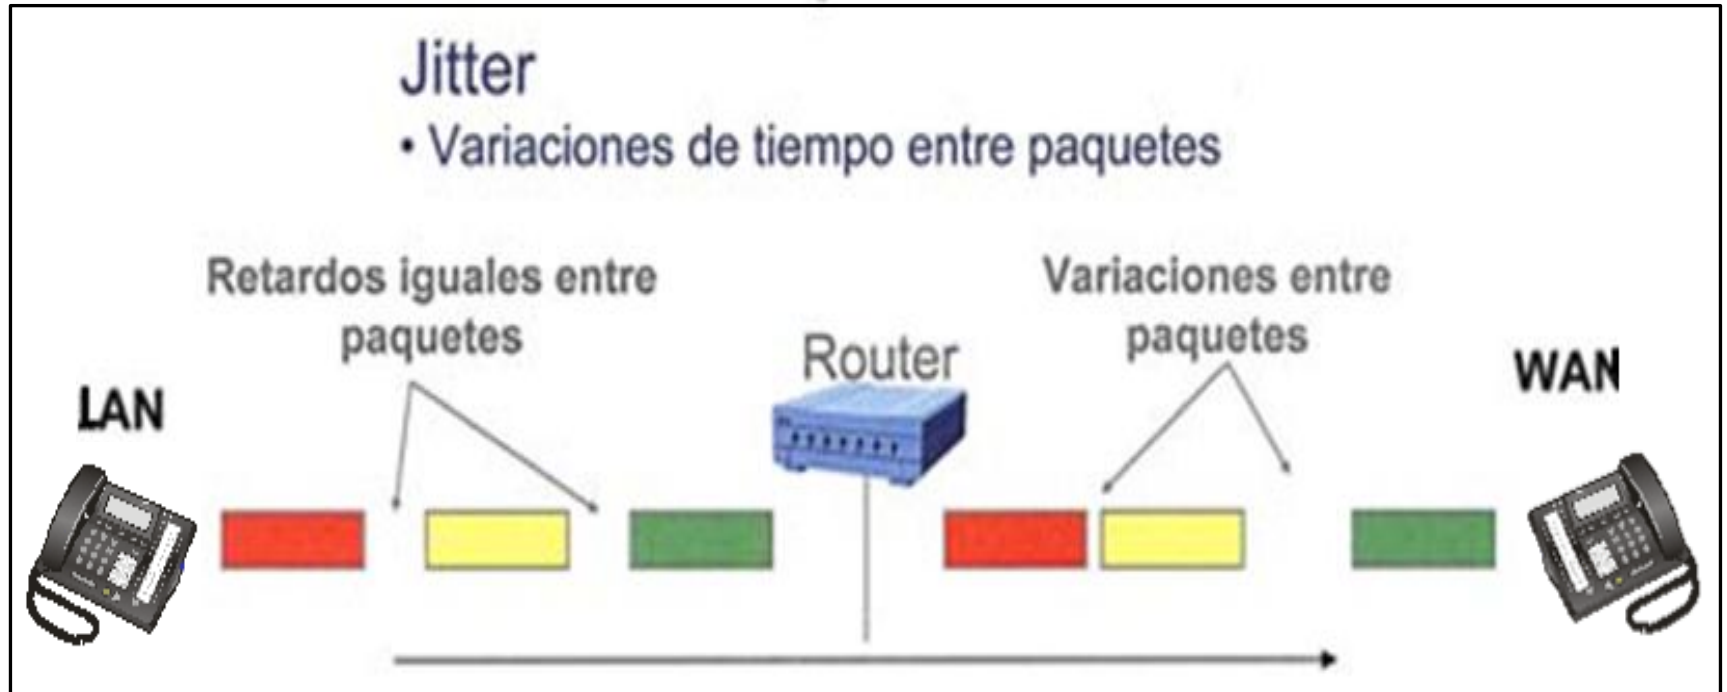 Jitter
• Variaciones de tiempo entre paquetes
Retardos iguales entre
paquetes
Variaciones entre
paquetes
Router
LAN
WAN